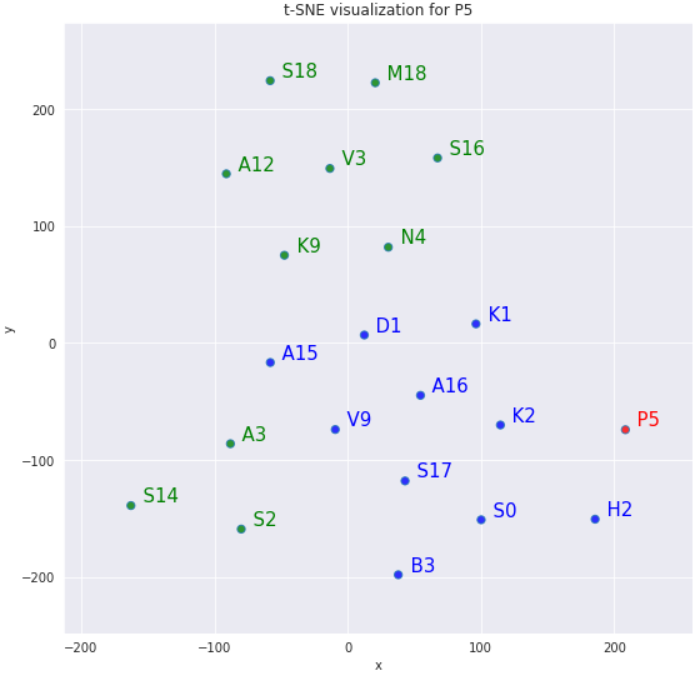 t-SNE visualization for P5
S18
M18
S16
V3
A12
N4
K9
K1
D1
A15
A16
K2
V9
P5
A3
S17
S14
S0
H2
S2
B3
y
200
100
0
−100
−200
−200
−100
0
100
200
x